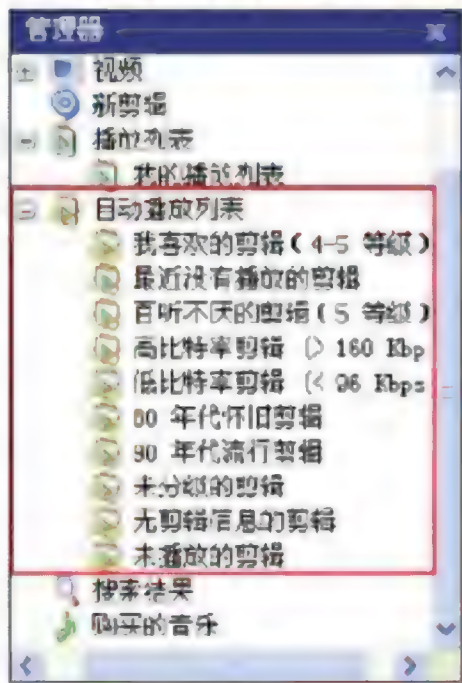 管理器
视频
新剪辑
播放列表
我的播放列表
自动播放列表
我喜欢的剪辑(4-5 等级)
最近没有播放的剪辑
百听不厌的剪辑(5 等级)
高比特率剪辑 (> 160 Kbp
低比特率剪辑 (< 96 Kbps
80 年代怀旧剪辑
90 年代流行剪辑
未分级的剪辑
无剪辑信息的剪辑
未播放的剪辑
搜索结果
购买的音乐